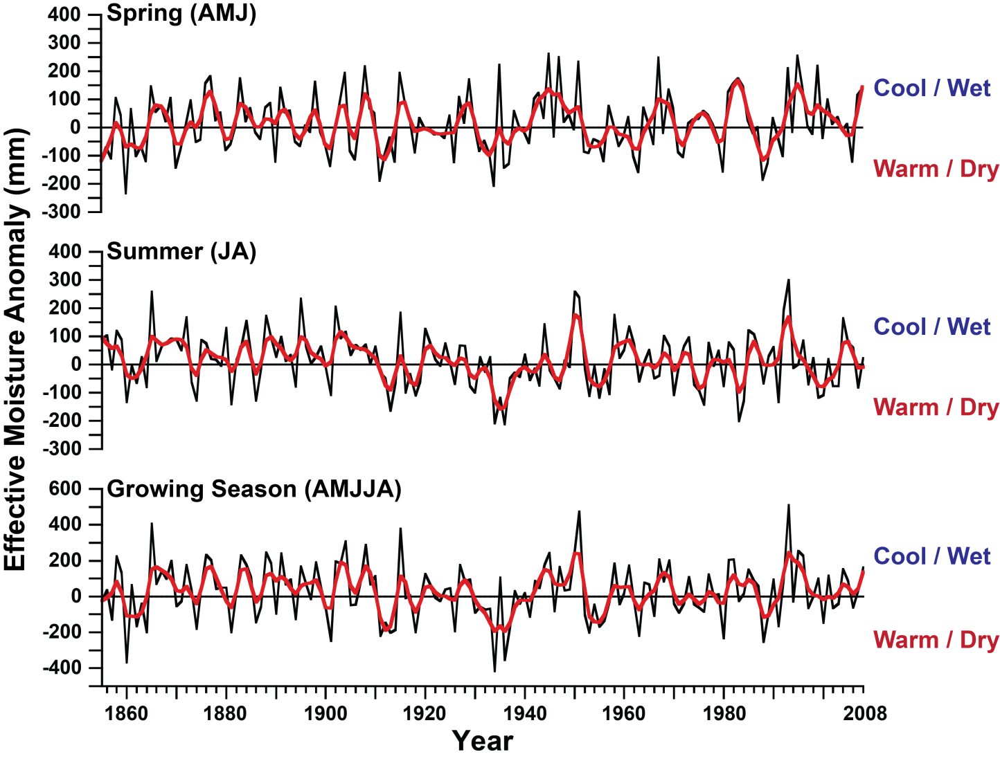 Effective Moisture Anomaly (mm)
Spring (AMJ)
400
300
200
100
0
-100
-200
-300
Cool / Wet
Warm / Dry
Summer (JA)
400
300
200
100
0
-100
-200
-300
Cool / Wet
Warm / Dry
Growing Season (AMJJA)
600
400
200
0
-200
-400
Cool / Wet
Warm / Dry
1860 1880 1900 1920 1940 1960 1980 2008
Year